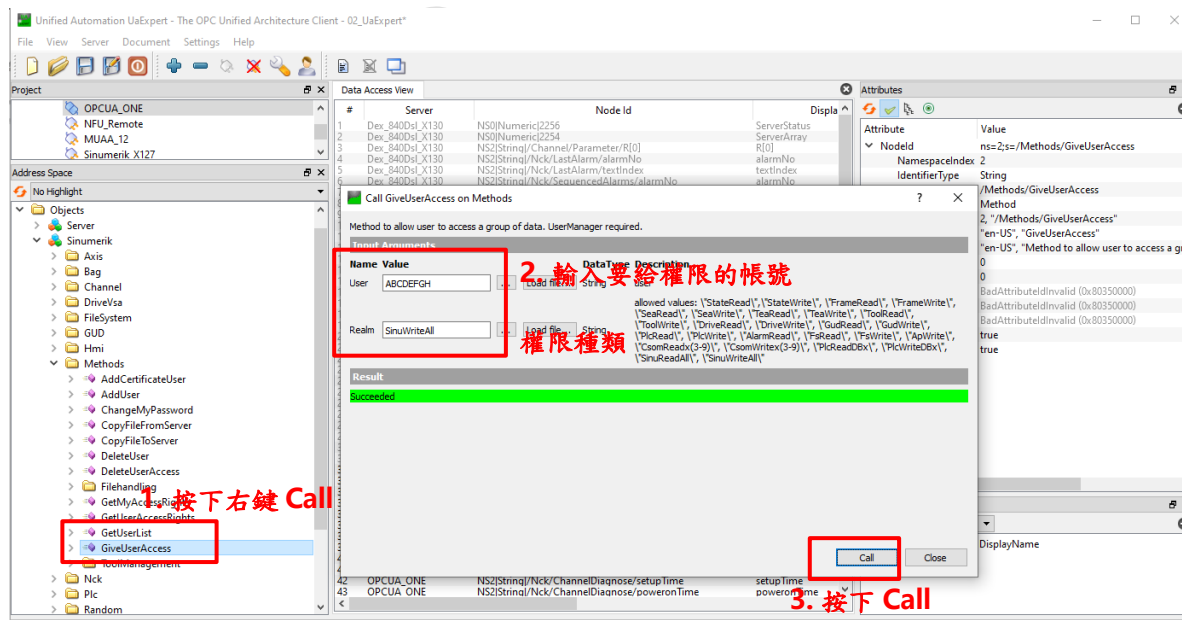 Unified Automation UaExpert - The OPC Unified Architecture Client - 02_UaExpert*
File View Server Document Settings Help
Project
OPCUA_ONE
NFU_Remote
MUAA_12
Sinumerik X127
Address Space
No Highlight
Objects
Server
Sinumerik
Axis
Bag
Channel
DriveVsa
FileSystem
GUD
Hmi
Methods
AddCertificateUser
AddUser
ChangeMyPassword
CopyFileFromServer
CopyFileToServer
DeleteUser
DeleteUserAccess
Filehandling
GetMyAccessRights
GetUserAccessRights
GetUserList
GiveUserAccess
ToolManagement
Nck
Plc
Random
1. 按下右鍵 Call
Data Access View
# Server Node Id Displa
1 Dex_840Dsl_X130 NS0|Numeric|2256 ServerStatus
2 Dex_840Dsl_X130 NS0|Numeric|2254 ServerArray
3 Dex_840Dsl_X130 NS2|String|/Channel/Parameter/R[0] R[0]
4 Dex_840Dsl_X130 NS2|String|/Nck/LastAlarm/alarmNo alarmNo
5 Dex_840Dsl_X130 NS2|String|/Nck/LastAlarm/textIndex textIndex
6 Dex_840Dsl_X130 NS2|String|/Nck/SequencedAlarms/alarmNo alarmNo
Call GiveUserAccess on Methods ? ×
Method to allow user to access a group of data. UserManager required.
Input Arguments
Name Value DataType Description
User ABCDEFGH ... Load file... String user
2. 輸入要給權限的帳號
Realm SinuWriteAll ... Load file... String
權限種類
allowed values: \"StateRead\",\"StateWrite\", \"FrameRead\", \"FrameWrite\",
\"SeaRead\", \"SeaWrite\", \"TeaRead\", \"TeaWrite\", \"ToolRead\",
\"ToolWrite\", \"DriveRead\", \"DriveWrite\", \"GudRead\", \"GudWrite\",
\"PlcRead\", \"PlcWrite\", \"AlarmRead\", \"FsRead\", \"FsWrite\", \"ApWrite\",
\"CsomReadx(3-9)\", \"CsomWritex(3-9)\", \"PlcReadDBx\", \"PlcWriteDBx\",
\"SinuReadAll\", \"SinuWriteAll\"
Result
Succeeded
Call Close
3. 按下 Call
42 OPCUA_ONE NS2|String|/Nck/ChannelDiagnose/setupTime setupTime
43 OPCUA_ONE NS2|String|/Nck/ChannelDiagnose/poweronTime poweronTime
Attributes
Attribute Value
NodeId ns=2;s=/Methods/GiveUserAccess
NamespaceIndex 2
IdentifierType String
/Methods/GiveUserAccess
Method
2, "/Methods/GiveUserAccess"
"en-US", "GiveUserAccess"
"en-US", "Method to allow user to access a gr
0
0
BadAttributeIdInvalid (0x80350000)
BadAttributeIdInvalid (0x80350000)
BadAttributeIdInvalid (0x80350000)
true
true
DisplayName